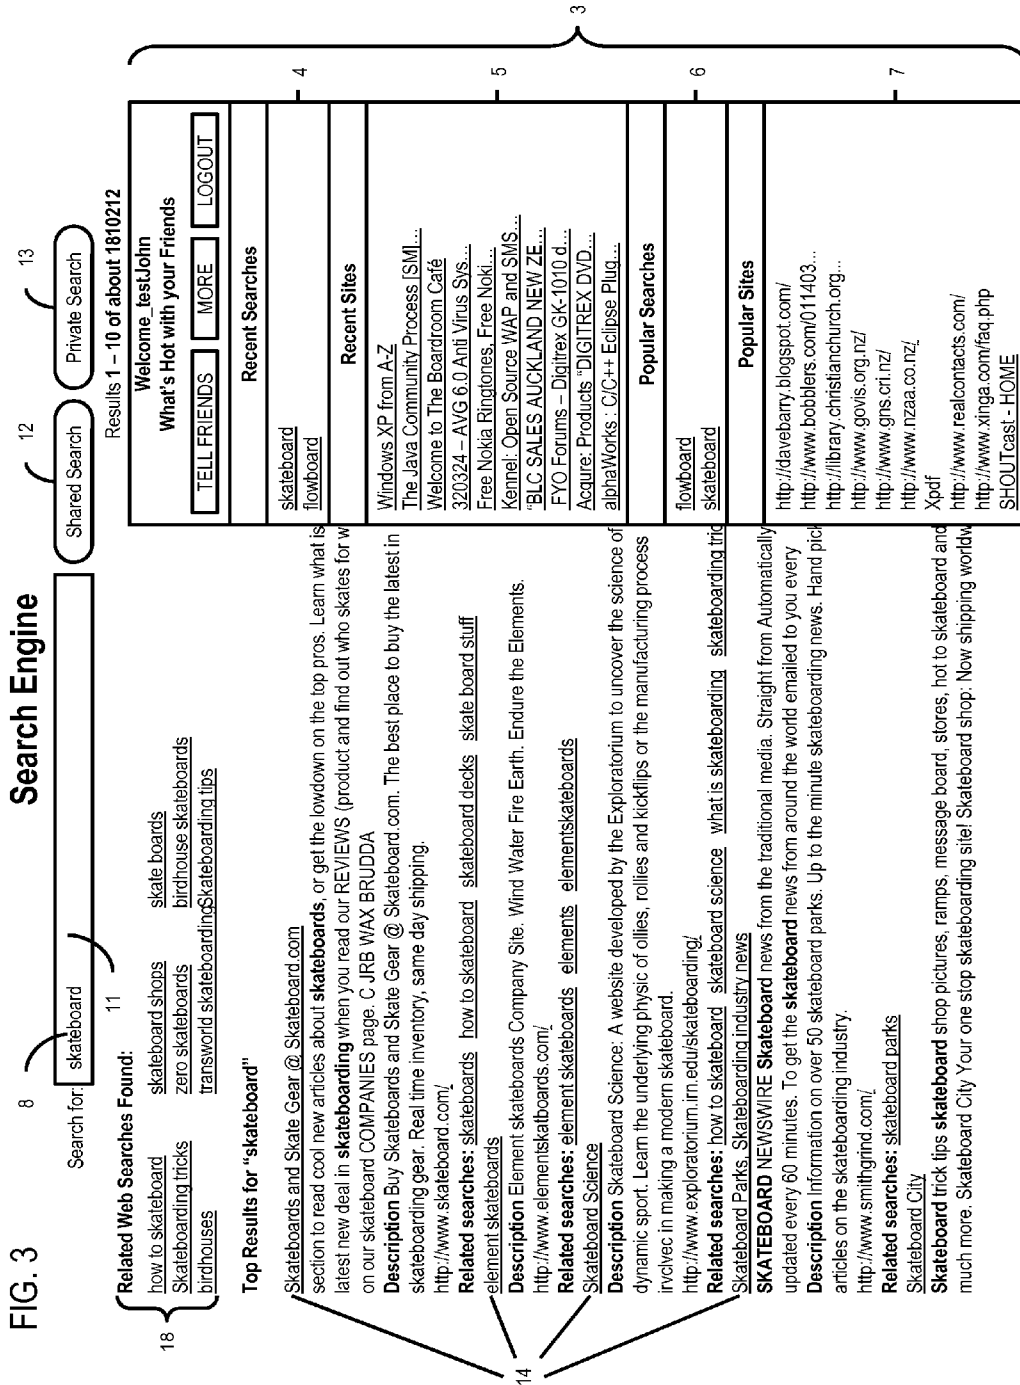 FIG. 3
Search Engine
8
12
13
Search for:
skateboard
Shared Search
Private Search
11
Results 1 – 10 of about 1810212
Related Web Searches Found:
how to skateboard
skateboard shops
skate boards
Skateboarding tricks
zero skateboards
birdhouse skateboards
birdhouses
transworld skateboarding
Skateboarding tips
18
Top Results for “skateboard”
Skateboards and Skate Gear @ Skateboard.com
section to read cool new articles about skateboards, or get the lowdown on the top pros. Learn what is
latest new deal in skateboarding when you read our REVIEWS (product and find out who skates for w
on our skateboard COMPANIES page. C JRB WAX BRUDDA
Description Buy Skateboards and Skate Gear @ Skateboard.com. The best place to buy the latest in
skateboarding gear. Real time inventory, same day shipping.
http://www.skateboard.com/
Related searches: skateboards how to skateboard skateboard decks skate board stuff
element skateboards
Description Element skateboards Company Site. Wind Water Fre Earth. Endure the Elements.
http://www.elementskatboards.com/
Related searches: element skateboards elements elementskateboards
Skateboard Science
Description Skateboard Science: A website developed by the Exploratorium to uncover the science of
dynamic sport. Learn the underlying physic of ollies, rollies and kickflips or the manufacturing process
invclvec in making a modern skateboard.
http://www.exploratorium.irn.edu/skateboarding/
Related searches: how to skateboard skateboard science what is skateboarding skateboarding tric
Skateboard Parks, Skateboarding industry news
SKATEBOARD NEWSWIRE Skateboard news from the traditional media. Straight from Automatically
updated every 60 minutes. To get the skateboard news from around the world emailed to you every
Description Information on over 50 skateboard parks. Up to the minute skateboarding news. Hand pick
articles on the skateboarding industry.
http://www.smithgrind.com/
Related searches: skateboard parks
Skateboard City
Skateboard trick tips skateboard shop pictures, ramps, message board, stores, hot to skateboard and
much more. Skateboard City Your one stop skateboarding site! Skateboard shop: Now shipping worldw
14
Welcome_testJohn
What's Hot with your Friends
TELL FRIENDS
MORE
LOGOUT
Recent Searches
skateboard
flowboard
Recent Sites
Windows XP from A-Z
The Java Community Process [SM]...
Welcome to The Boardroom Café
320324 – AVG 6.0 Anti Virus Sys...
Free Nokia Ringtones, Free Noki...
Kennel: Open Source WAP and SMS...
“BLC SALES AUCKLAND NEW ZE...
FYO Forums – Digitrex GK-1010 d...
Acqure: Products “DIGITREX DVD...
alphaWorks : C/C++ Eclipse Plug...
Popular Searches
flowboard
skateboard
Popular Sites
http://davebarry.blogspot.com/
http://www.bobblers.com/011403...
http://library.christianchurch.org...
http://www.govis.org.nz/
http://www.gns.cri.nz/
http://www.nzaa.co.nz/
Xpdf
http://www.realcontacts.com/
http://www.xinga.com/faq.php
SHOUTcast - HOME
4
5
6
7
3